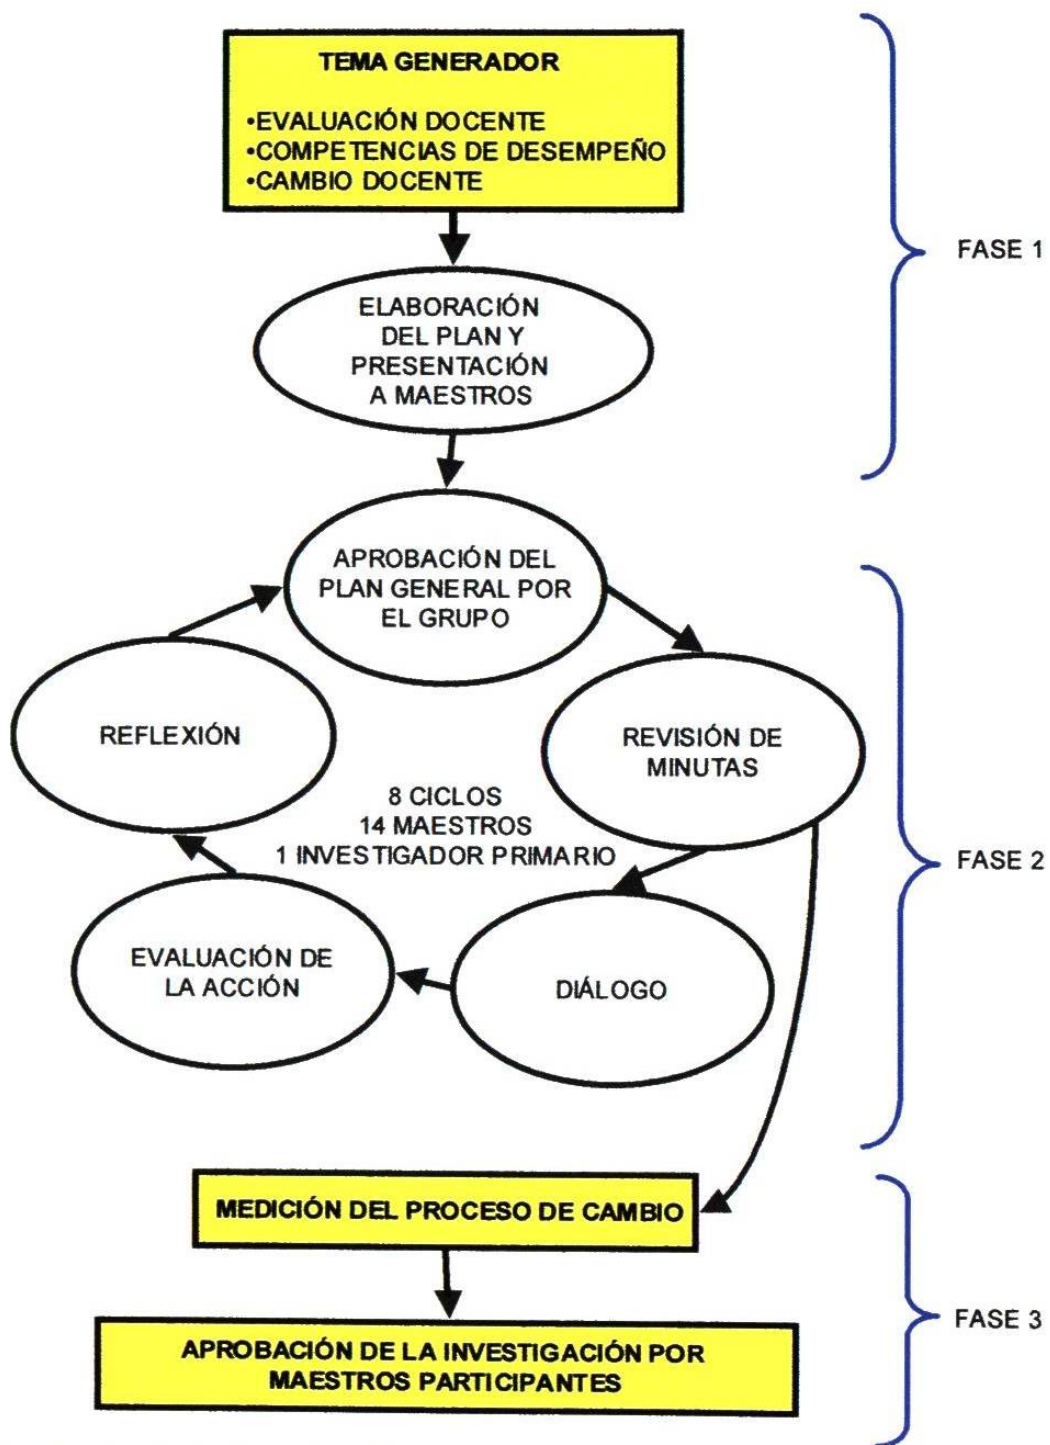 TEMA GENERADOR
•EVALUACIÓN DOCENTE
•COMPETENCIAS DE DESEMPEÑO
•CAMBIO DOCENTE
FASE 1
ELABORACIÓN
DEL PLAN Y
PRESENTACIÓN
A MAESTROS
APROBACIÓN DEL
PLAN GENERAL POR
EL GRUPO
REFLEXIÓN
REVISIÓN DE
MINUTAS
8 CICLOS
14 MAESTROS
1 INVESTIGADOR PRIMARIO
FASE 2
EVALUACIÓN DE
LA ACCIÓN
DIÁLOGO
MEDICIÓN DEL PROCESO DE CAMBIO
FASE 3
APROBACIÓN DE LA INVESTIGACIÓN POR
MAESTROS PARTICIPANTES